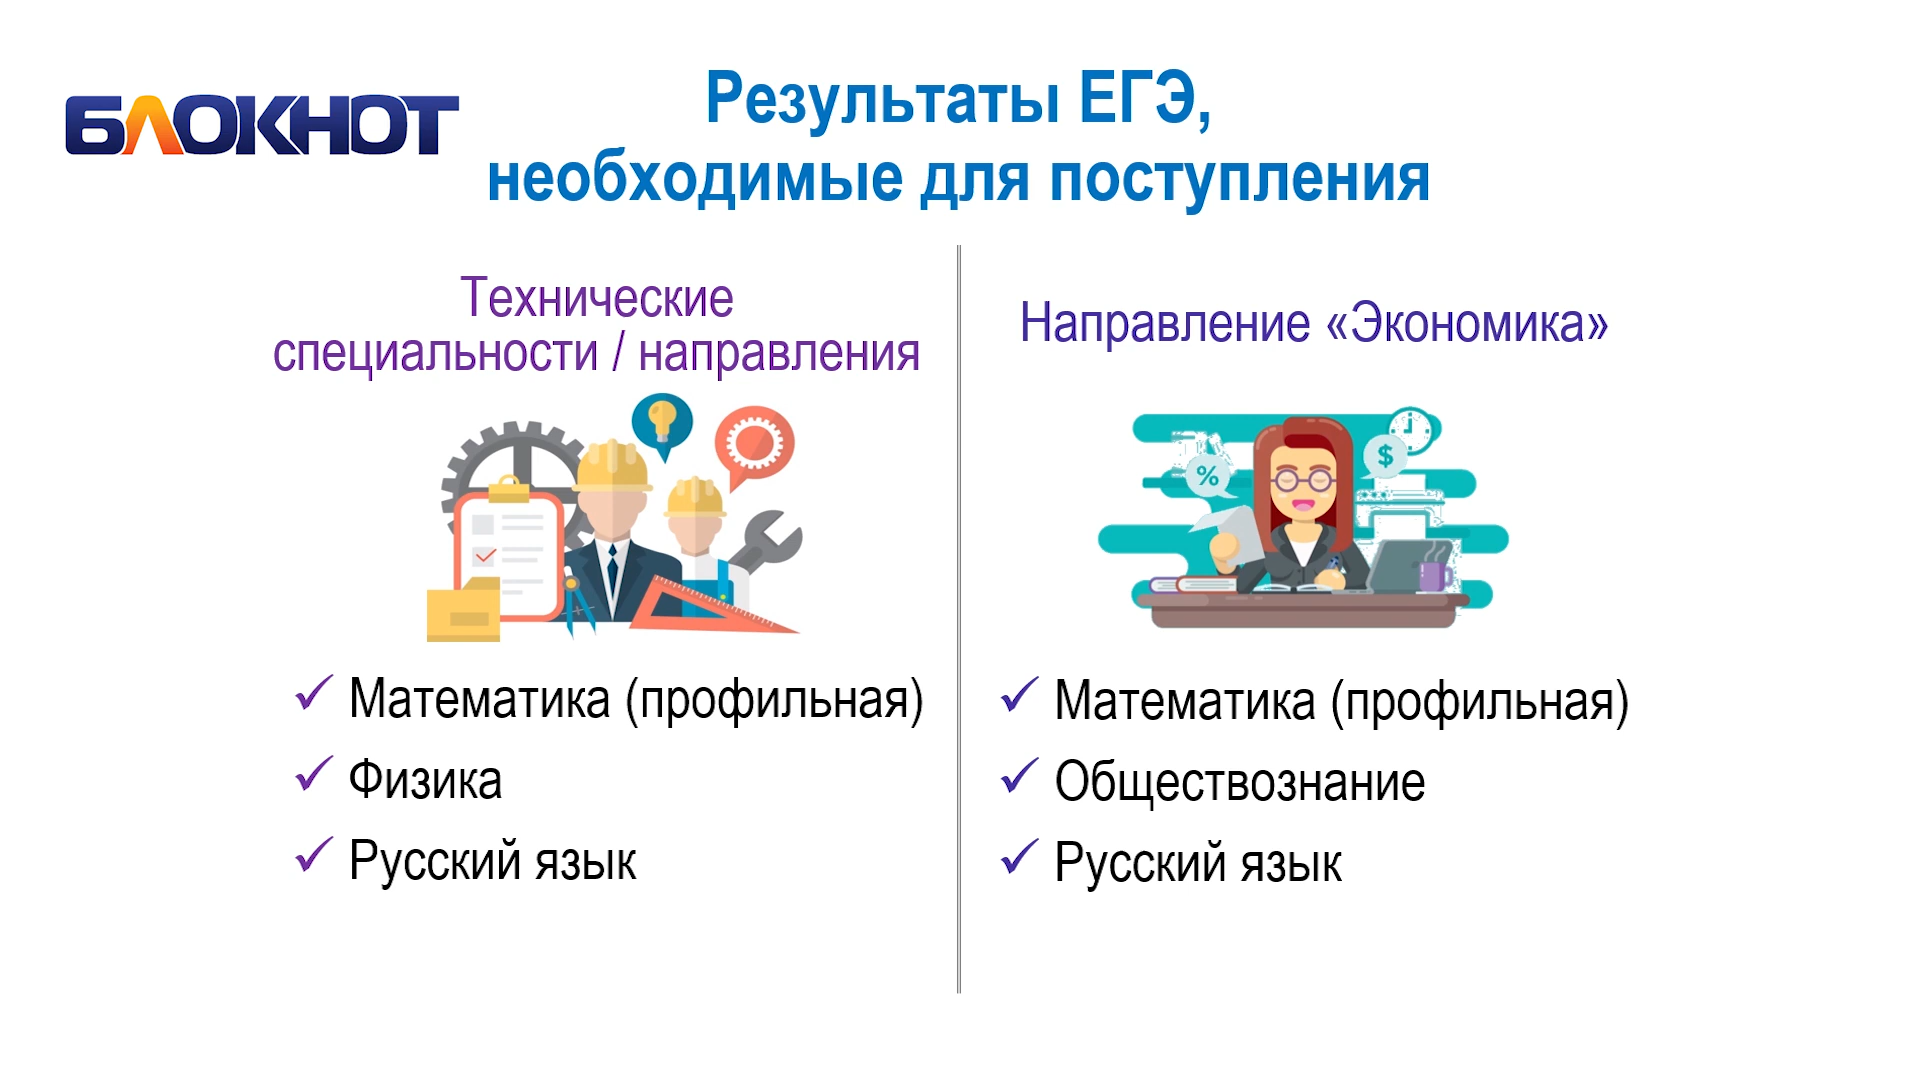 БЛОКНОТ
Результаты ЕГЭ,
необходимые для поступления
Технические
специальности / направления
Математика (профильная)
Физика
Русский язык
Направление «Экономика»
%
$
Математика (профильная)
Обществознание
Русский язык